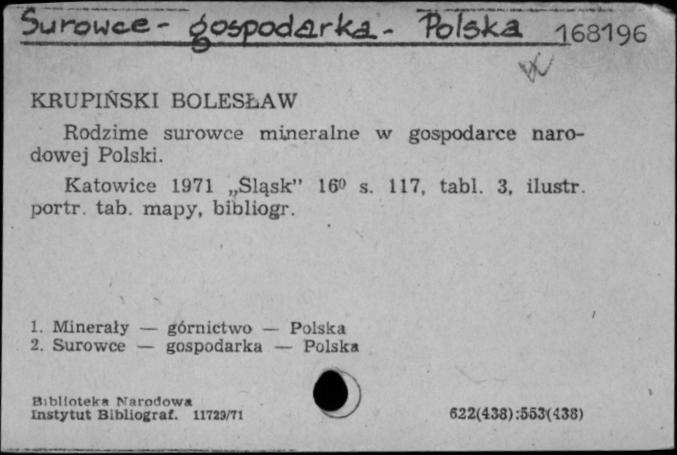 Surowce - gospodarka - Polska 168196
KRUPIŃSKI BOLESŁAW
Rodzime surowce mineralne w gospodarce naro-
dowej Polski.
Katowice 1971 „Śląsk” 16⁰ s. 117, tabl. 3, ilustr.
portr. tab. mapy, bibliogr.
1. Minerały — górnictwo — Polska
2. Surowce — gospodarka — Polska
Biblioteka Narodowa
Instytut Bibliograf. 11729/71
622(438):553(438)